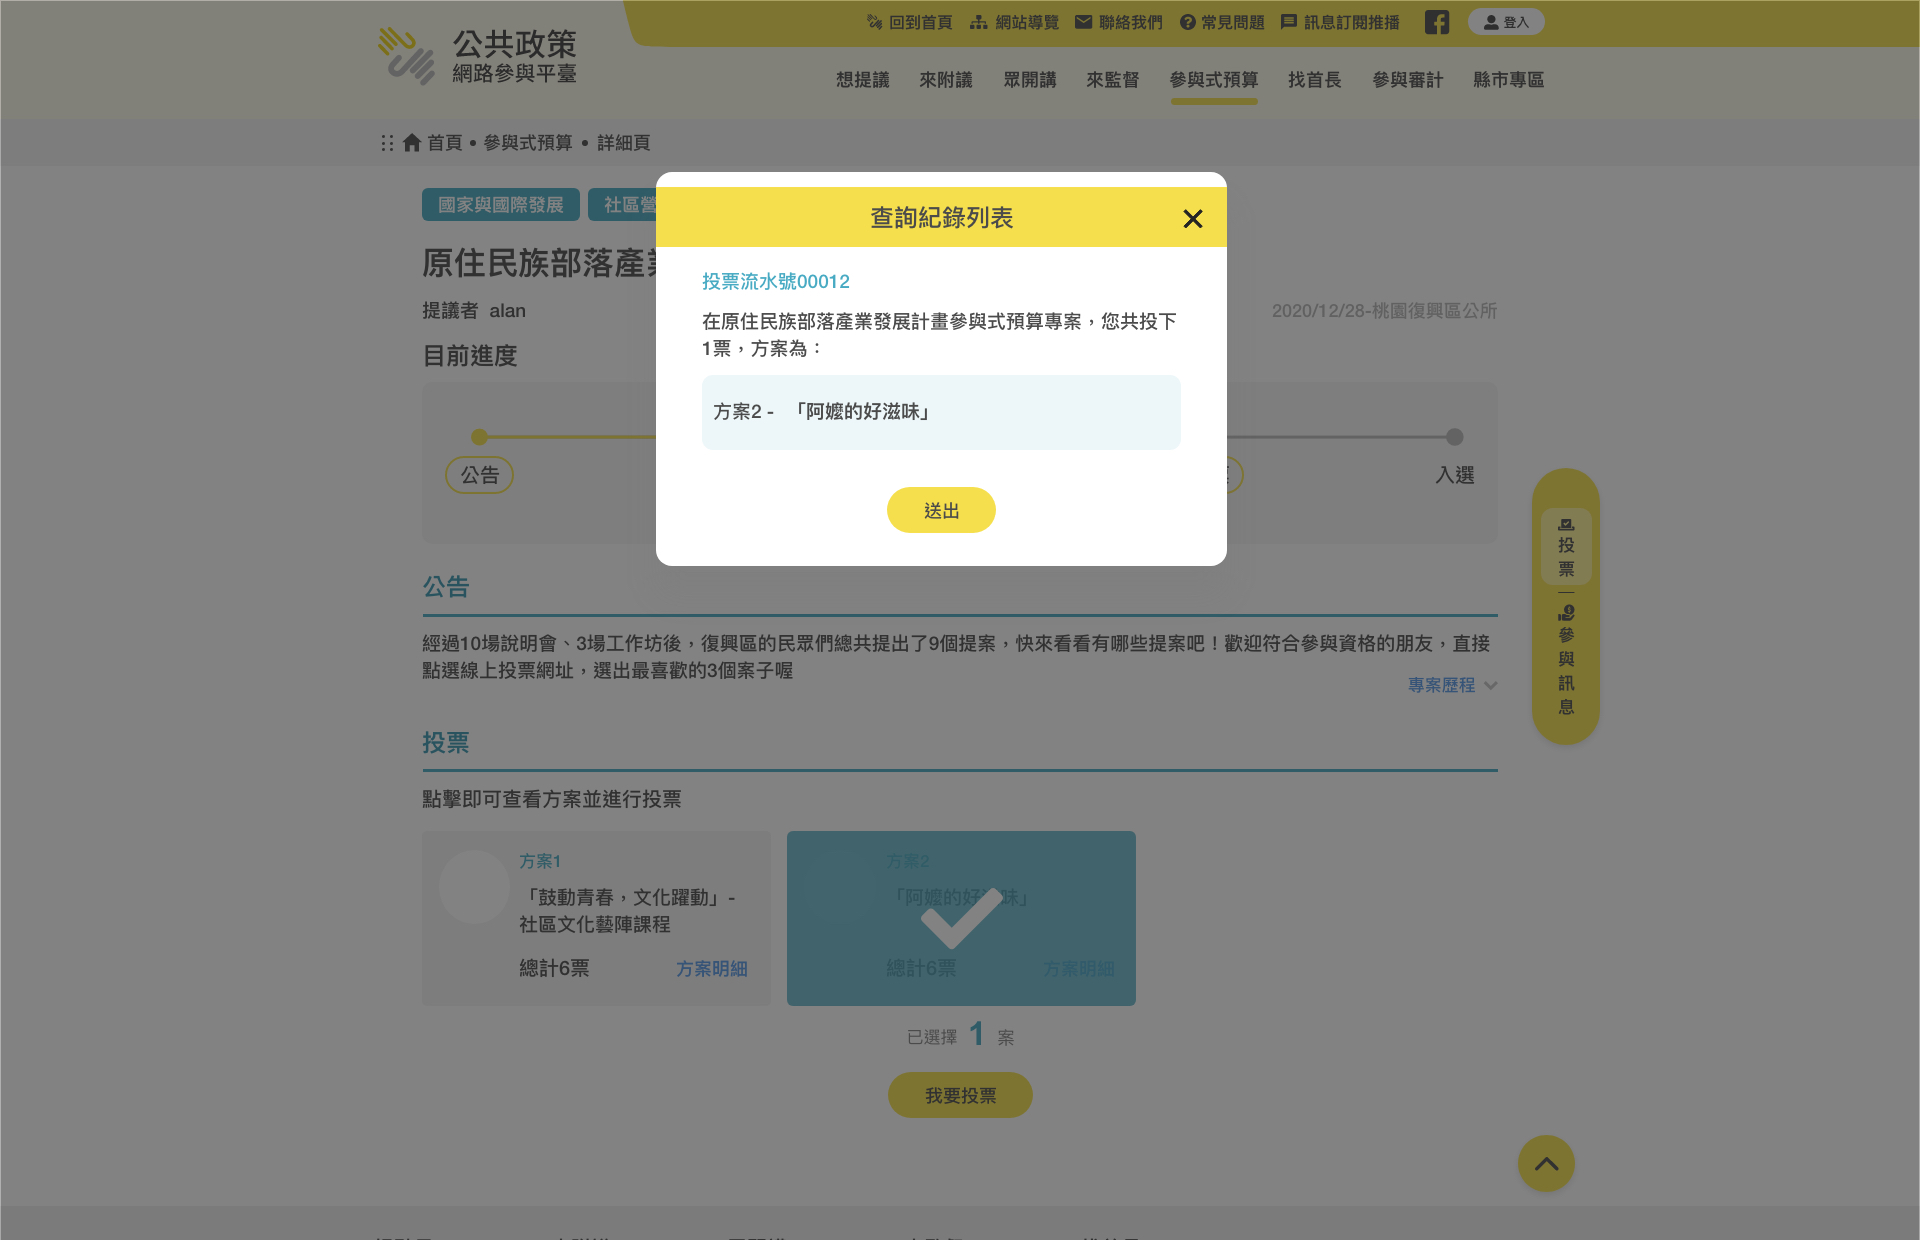 公共政策
網路參與平臺
回到首頁 網站導覽 聯絡我們 常見問題 訊息訂閱推播 登入
想提議 來附議 眾開講 來監督 參與式預算 找首長 參與審計 縣市專區
首頁 • 參與式預算 • 詳細頁
國家與國際發展 社區營
原住民族部落產業
提議者 alan
2020/12/28-桃園復興區公所
目前進度
公告
入選
查詢紀錄列表
投票流水號00012
在原住民族部落產業發展計畫參與式預算專案，您共投下
1票，方案為：
方案2 - 「阿嬤的好滋味」
送出
公告
經過10場說明會、3場工作坊後，復興區的民眾們總共提出了9個提案，快來看看有哪些提案吧！歡迎符合參與資格的朋友，直接
點選線上投票網址，選出最喜歡的3個案子喔
專案歷程
投票
參與訊息
投票
點擊即可查看方案並進行投票
方案1
「鼓動青春，文化躍動」-
社區文化藝陣課程
總計6票 方案明細
方案2
「阿嬤的好滋味」
總計6票 方案明細
已選擇 1 案
我要投票